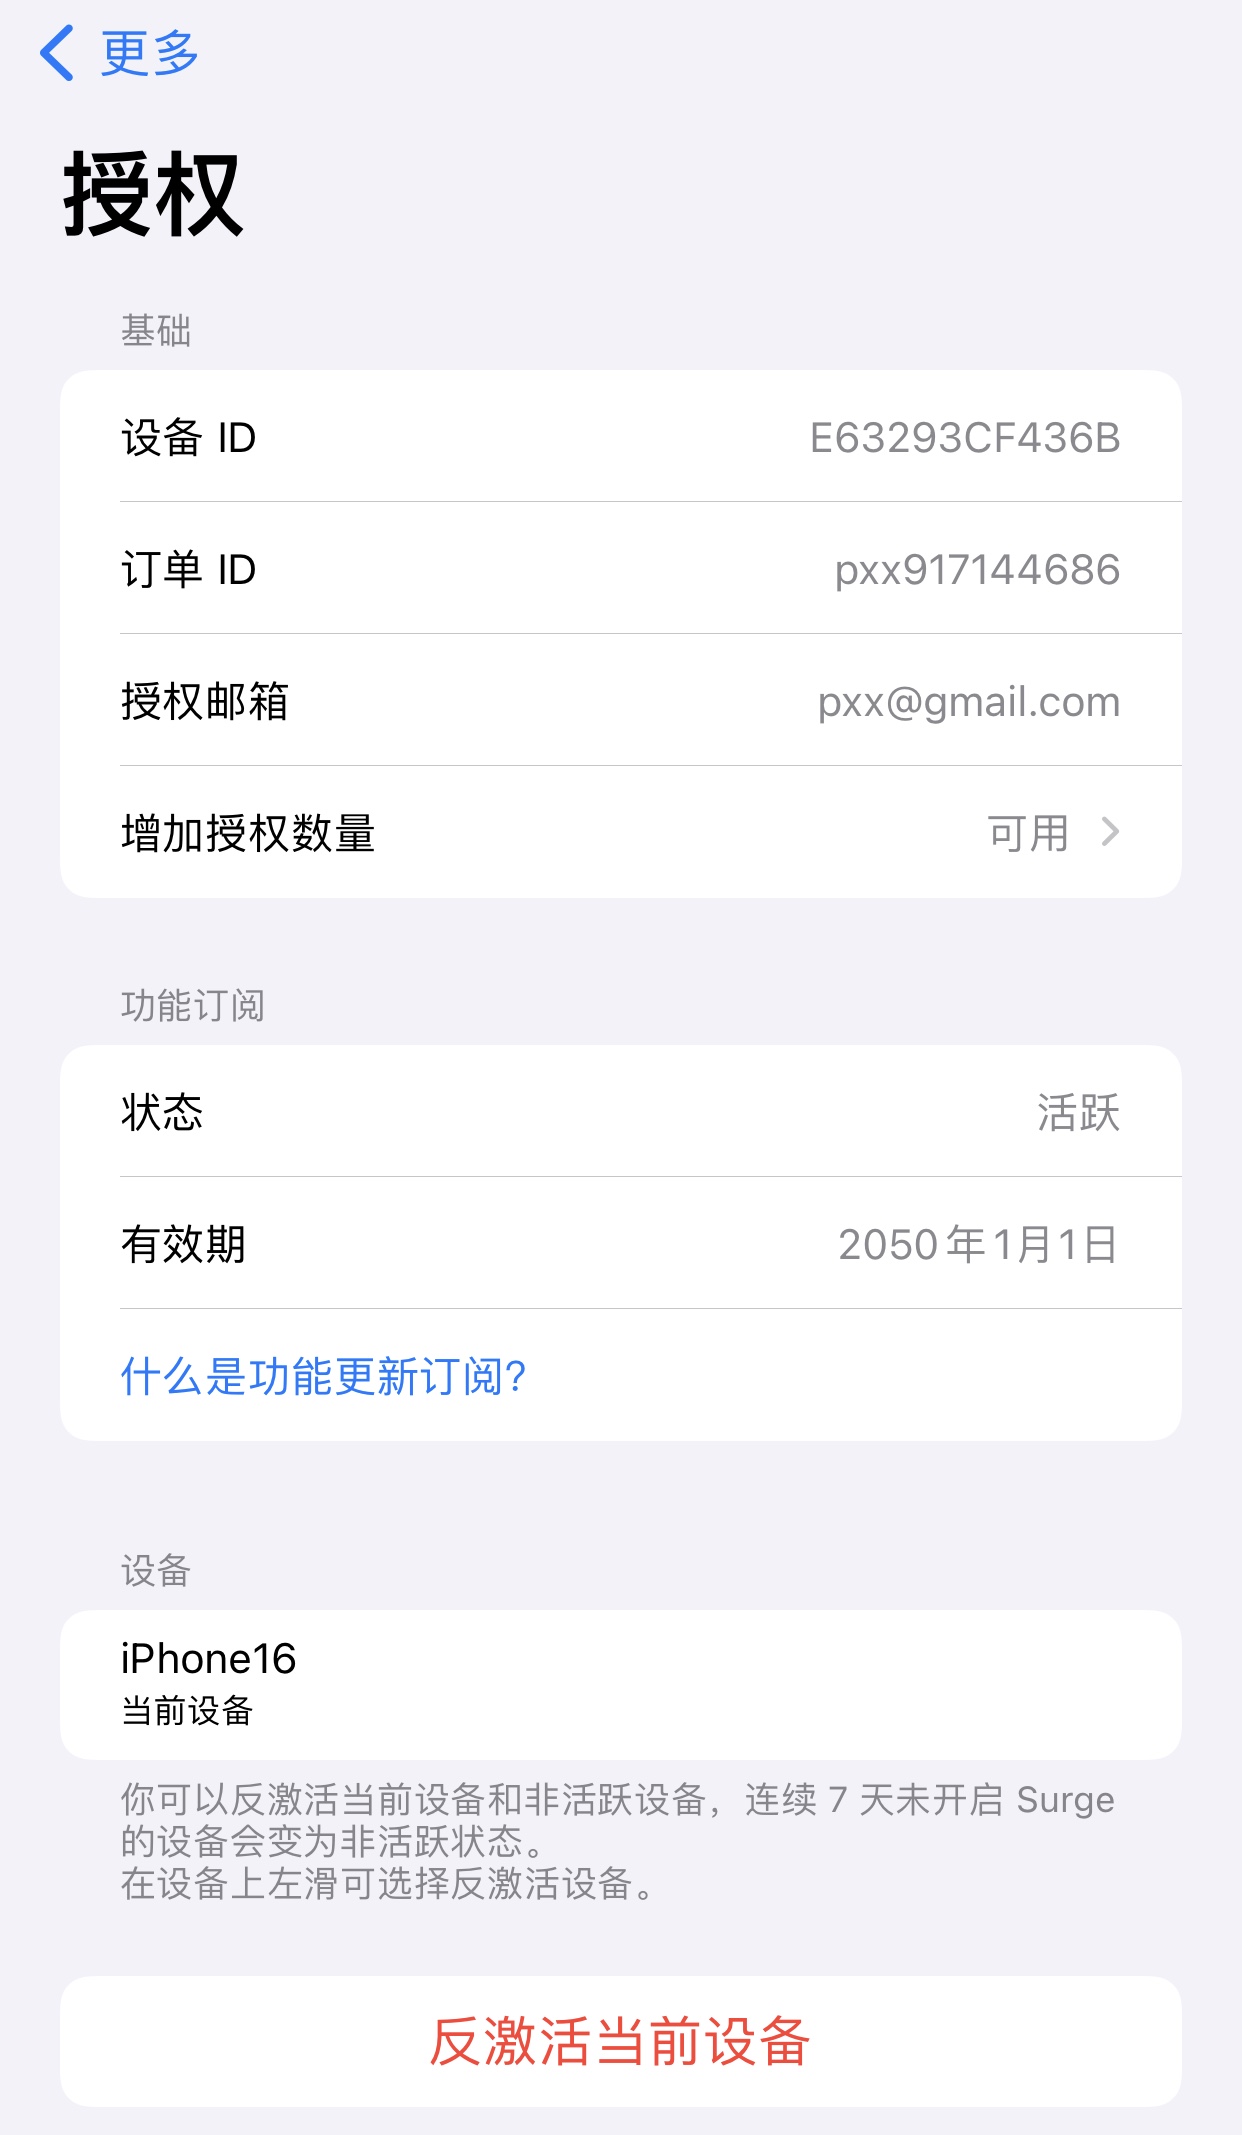 更多
授权
基础
设备 ID
E63293CF436B
订单 ID
pxx917144686
授权邮箱
pxx@gmail.com
增加授权数量
可用
功能订阅
状态
活跃
有效期
2050年1月1日
什么是功能更新订阅?
设备
iPhone16
当前设备
你可以反激活当前设备和非活跃设备，连续 7 天未开启 Surge
的设备会变为非活跃状态。
在设备上左滑可选择反激活设备。
反激活当前设备